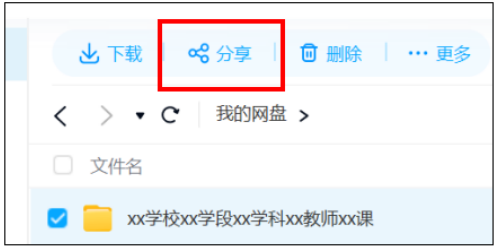 下载 分享 删除 ··· 更多
我的网盘 >
文件名
xx学校xx学段xx学科xx教师xx课